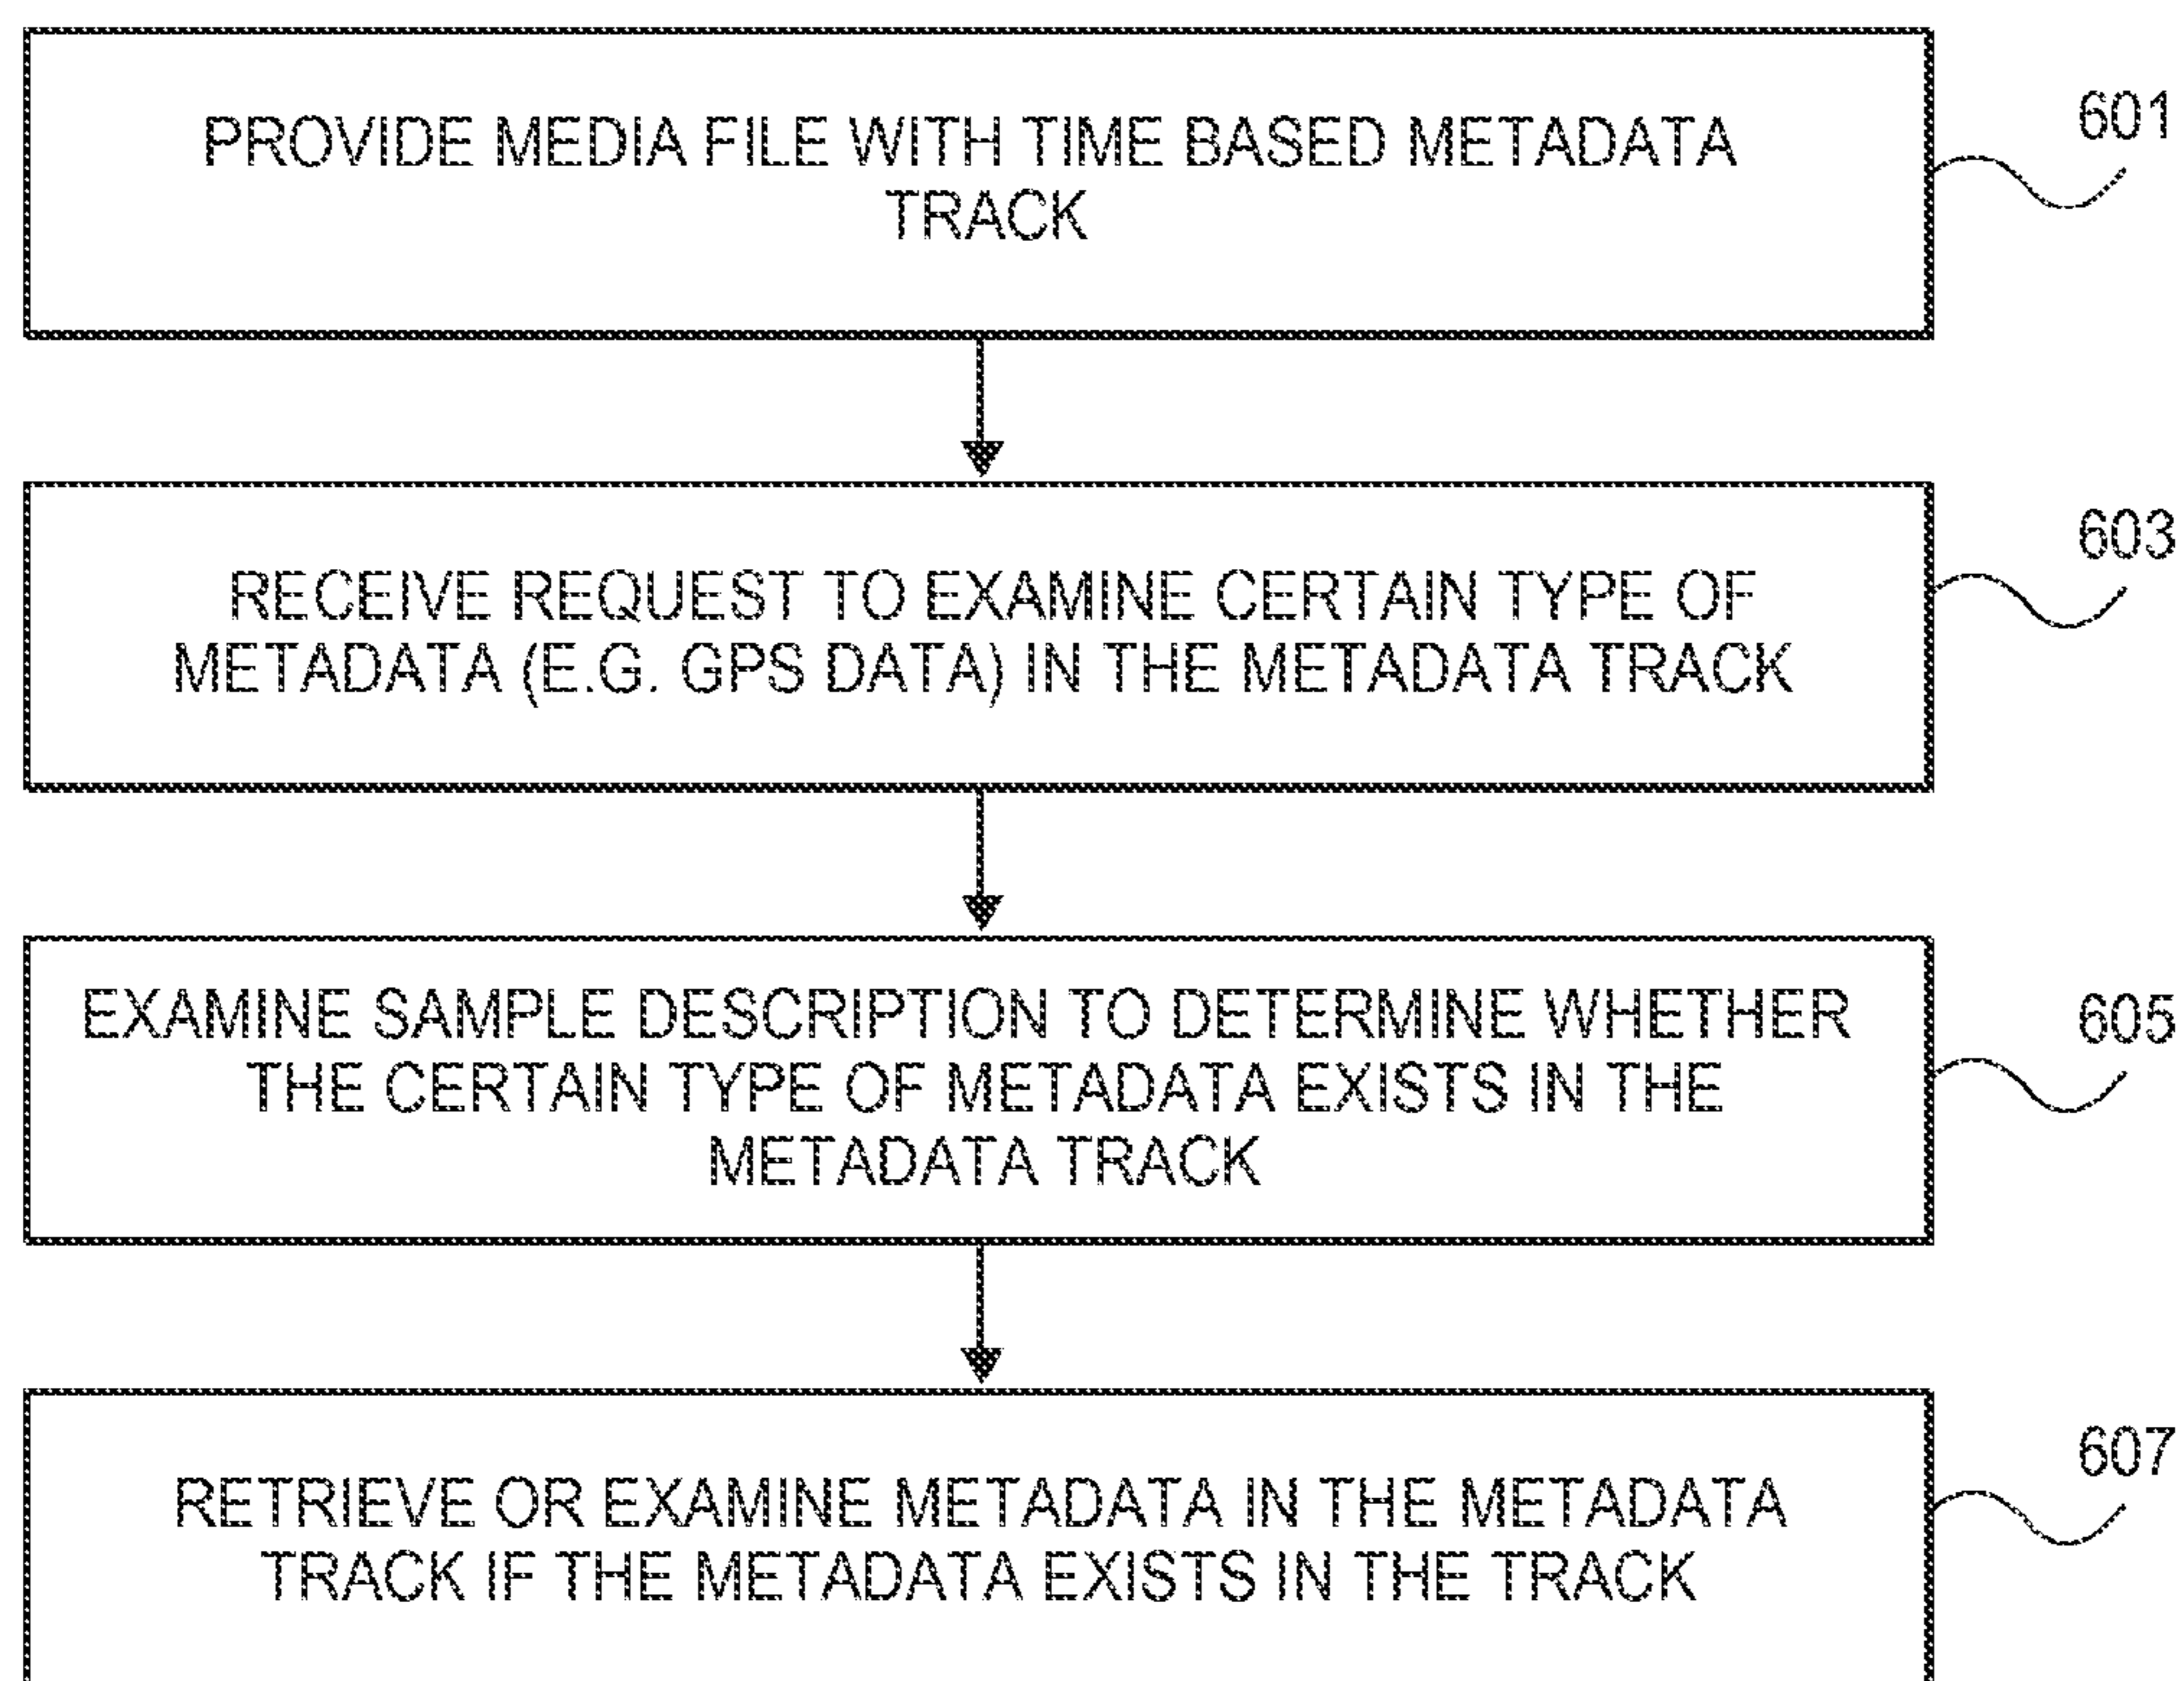 PROVIDE MEDIA FILE WITH TIME BASED METADATA
TRACK
601
RECEIVE REQUEST TO EXAMINE CERTAIN TYPE OF
METADATA (E.G. GPS DATA) IN THE METADATA TRACK
603
EXAMINE SAMPLE DESCRIPTION TO DETERMINE WHETHER
THE CERTAIN TYPE OF METADATA EXISTS IN THE
METADATA TRACK
605
RETRIEVE OR EXAMINE METADATA IN THE METADATA
TRACK IF THE METADATA EXISTS IN THE TRACK
607